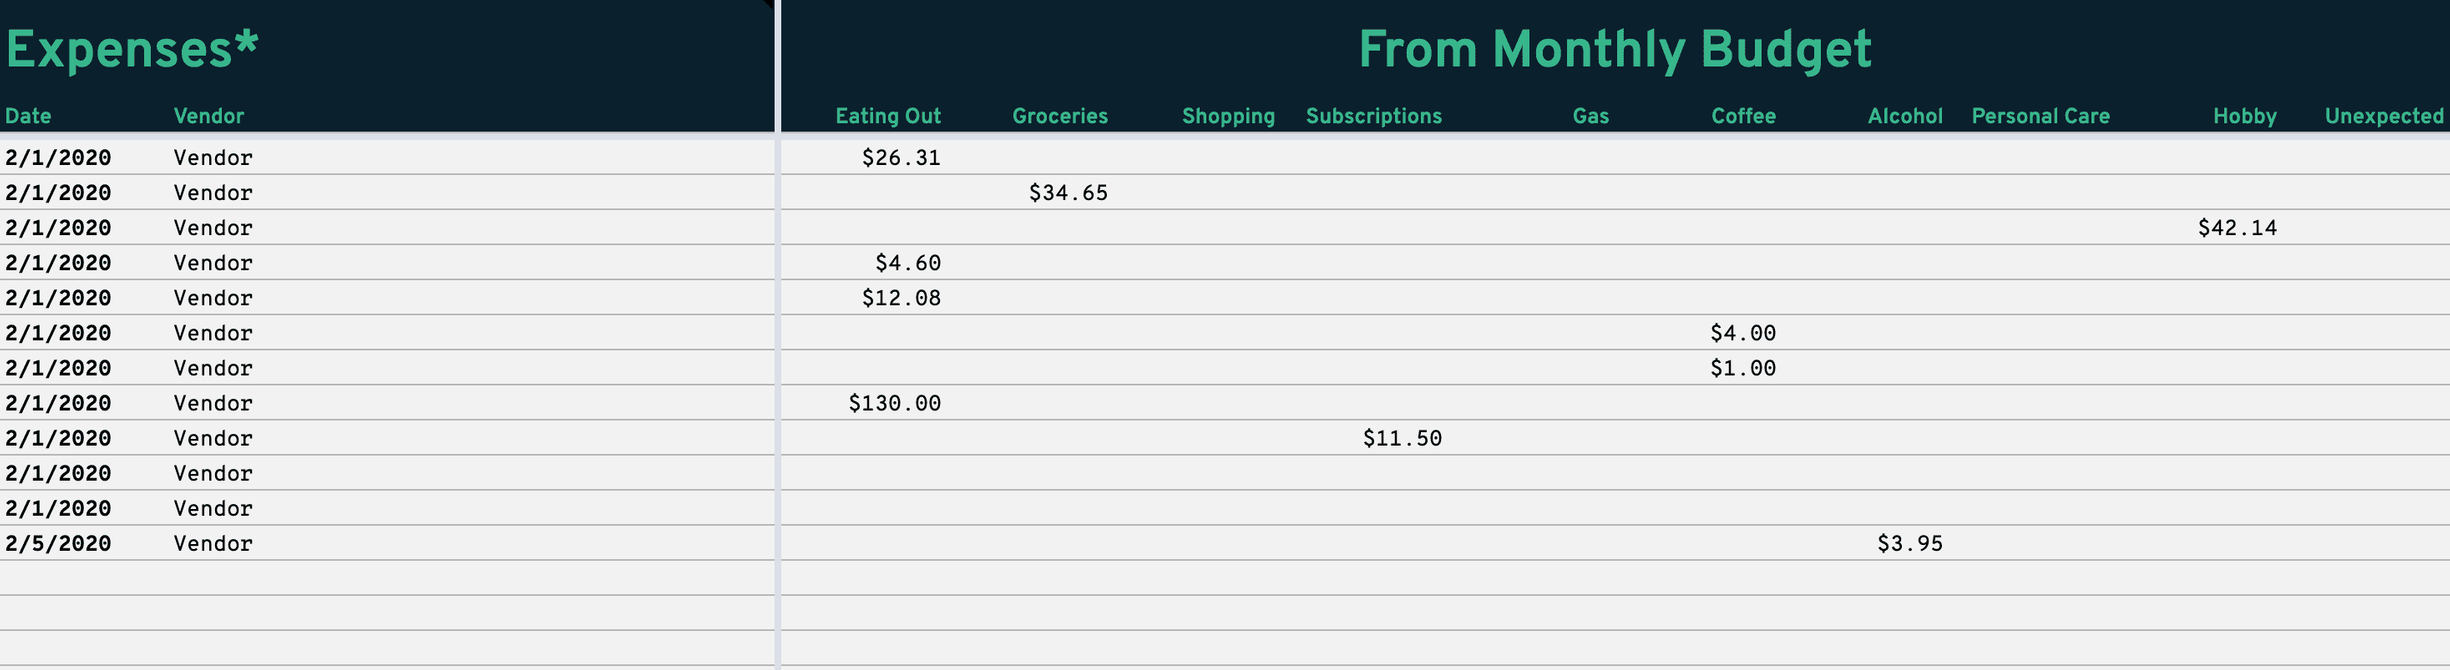 Expenses* From Monthly Budget
Date Vendor Eating Out Groceries Shopping Subscriptions Gas Coffee Alcohol Personal Care Hobby Unexpected
2/1/2020 Vendor $26.31
2/1/2020 Vendor $34.65
2/1/2020 Vendor $42.14
2/1/2020 Vendor $4.60
2/1/2020 Vendor $12.08
2/1/2020 Vendor $4.00
2/1/2020 Vendor $1.00
2/1/2020 Vendor $130.00
2/1/2020 Vendor $11.50
2/1/2020 Vendor
2/1/2020 Vendor
2/5/2020 Vendor $3.95